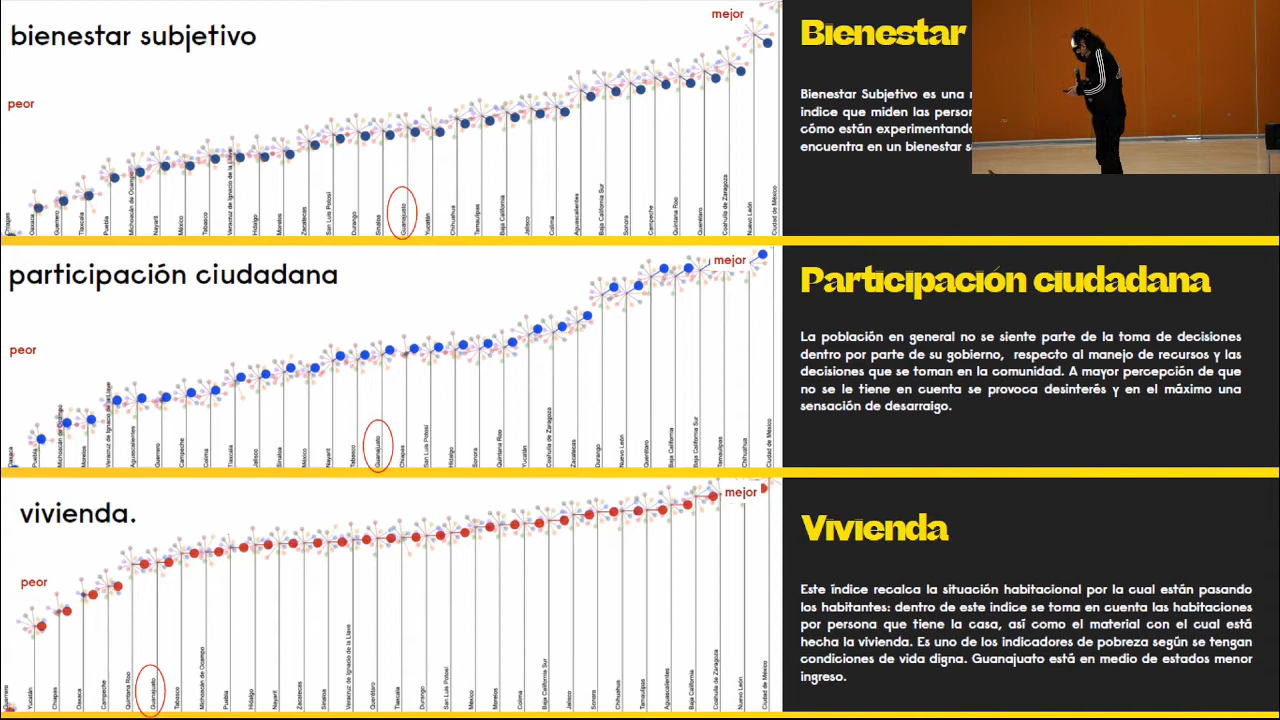 bienestar subjetivo
mejor
peor
Chiapas
Oaxaca
Guerrero
Tlaxcala
Puebla
Michoacán de Ocampo
Nayarit
México
Tabasco
Veracruz de Ignacio de la Llave
Hidalgo
Morelos
Zacatecas
San Luis Potosí
Durango
Sinaloa
Guanajuato
Yucatán
Chihuahua
Tamaulipas
Baja California
Jalisco
Colima
Aguascalientes
Baja California Sur
Sonora
Campeche
Quintana Roo
Querétaro
Coahuila de Zaragoza
Nuevo León
Ciudad de México
Bienestar
Bienestar Subjetivo es una
indice que miden las
cómo están experimentando
encuentra en un bienestar
participación ciudadana
mejor
peor
Oaxaca
Puebla
Michoacán de Ocampo
Morelos
Veracruz de Ignacio de la Llave
Aguascalientes
Guerrero
Campeche
Colima
Tlaxcala
Jalisco
Sinaloa
México
Nayarit
Tabasco
Guanajuato
Chiapas
San Luis Potosí
Hidalgo
Sonora
Quintana Roo
Yucatán
Coahuila de Zaragoza
Zacatecas
Durango
Nuevo León
Querétaro
Baja California
Baja California Sur
Tamaulipas
Chihuahua
Ciudad de México
Participación ciudadana
La población en general no se siente parte de la toma de decisiones
dentro por parte de su gobierno, respecto al manejo de recursos y las
decisiones que se toman en la comunidad. A mayor percepción de que
no se le tiene en cuenta se provoca desinterés y en el máximo una
sensación de desarraigo.
vivienda.
mejor
peor
Guerrero
Yucatán
Chiapas
Oaxaca
Campeche
Quintana Roo
Guanajuato
Tabasco
Michoacán de Ocampo
Puebla
Hidalgo
Nayarit
Zacatecas
Sinaloa
Veracruz de Ignacio de la Llave
Querétaro
Tlaxcala
Durango
San Luis Potosí
México
Morelos
Colima
Baja California Sur
Jalisco
Sonora
Chihuahua
Tamaulipas
Aguascalientes
Baja California
Coahuila de Zaragoza
Nuevo León
Ciudad de México
Vivienda
Este índice recalca la situación habitacional por la cual están pasando
los habitantes: dentro de este indice se toma en cuenta las habitaciones
por persona que tiene la casa, así como el material con el cual está
hecha la vivienda. Es uno de los indicadores de pobreza según se tengan
condiciones de vida digna. Guanajuato está en medio de estados menor
ingreso.